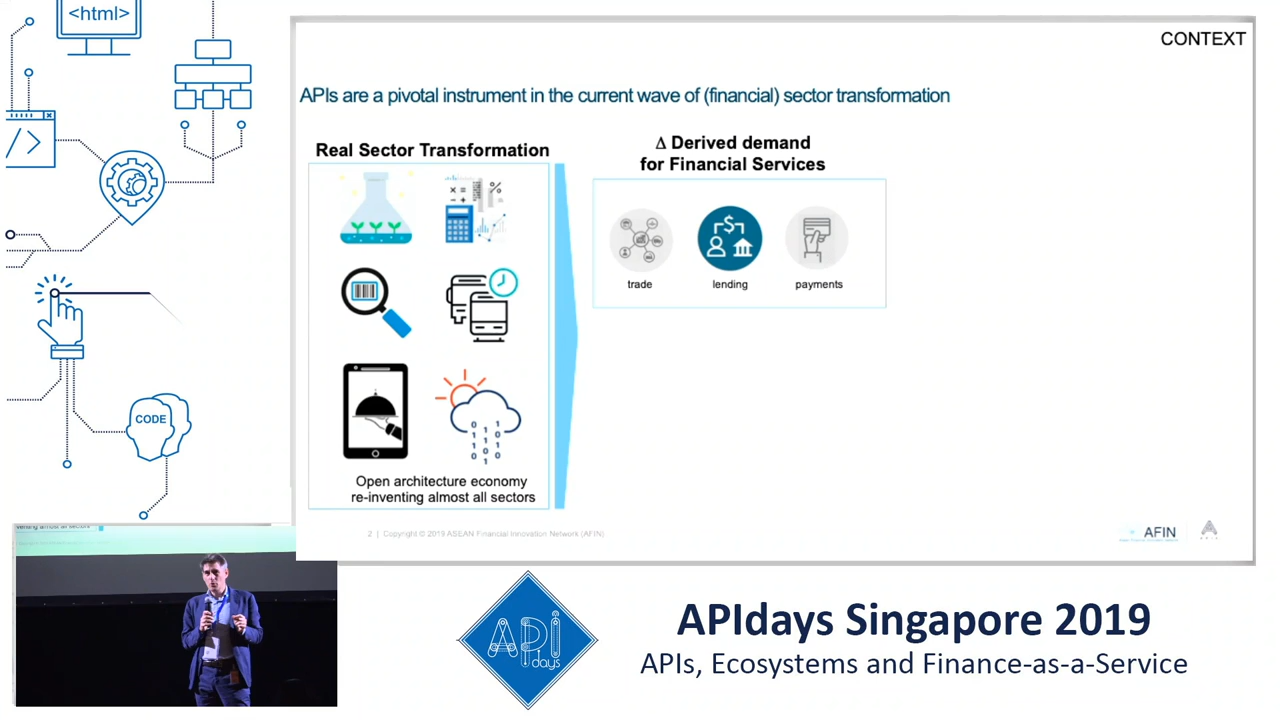 <html>
CONTEXT
APIs are a pivotal instrument in the current wave of (financial) sector transformation
Real Sector Transformation
Δ Derived demand
for Financial Services
trade
lending
payments
Open architecture economy
re-inventing almost all sectors
2 | Copyright © 2019 ASEAN Financial Innovation Network (AFIN)
AFIN
</>
CODE
API
days
APIdays Singapore 2019
APIs, Ecosystems and Finance-as-a-Service